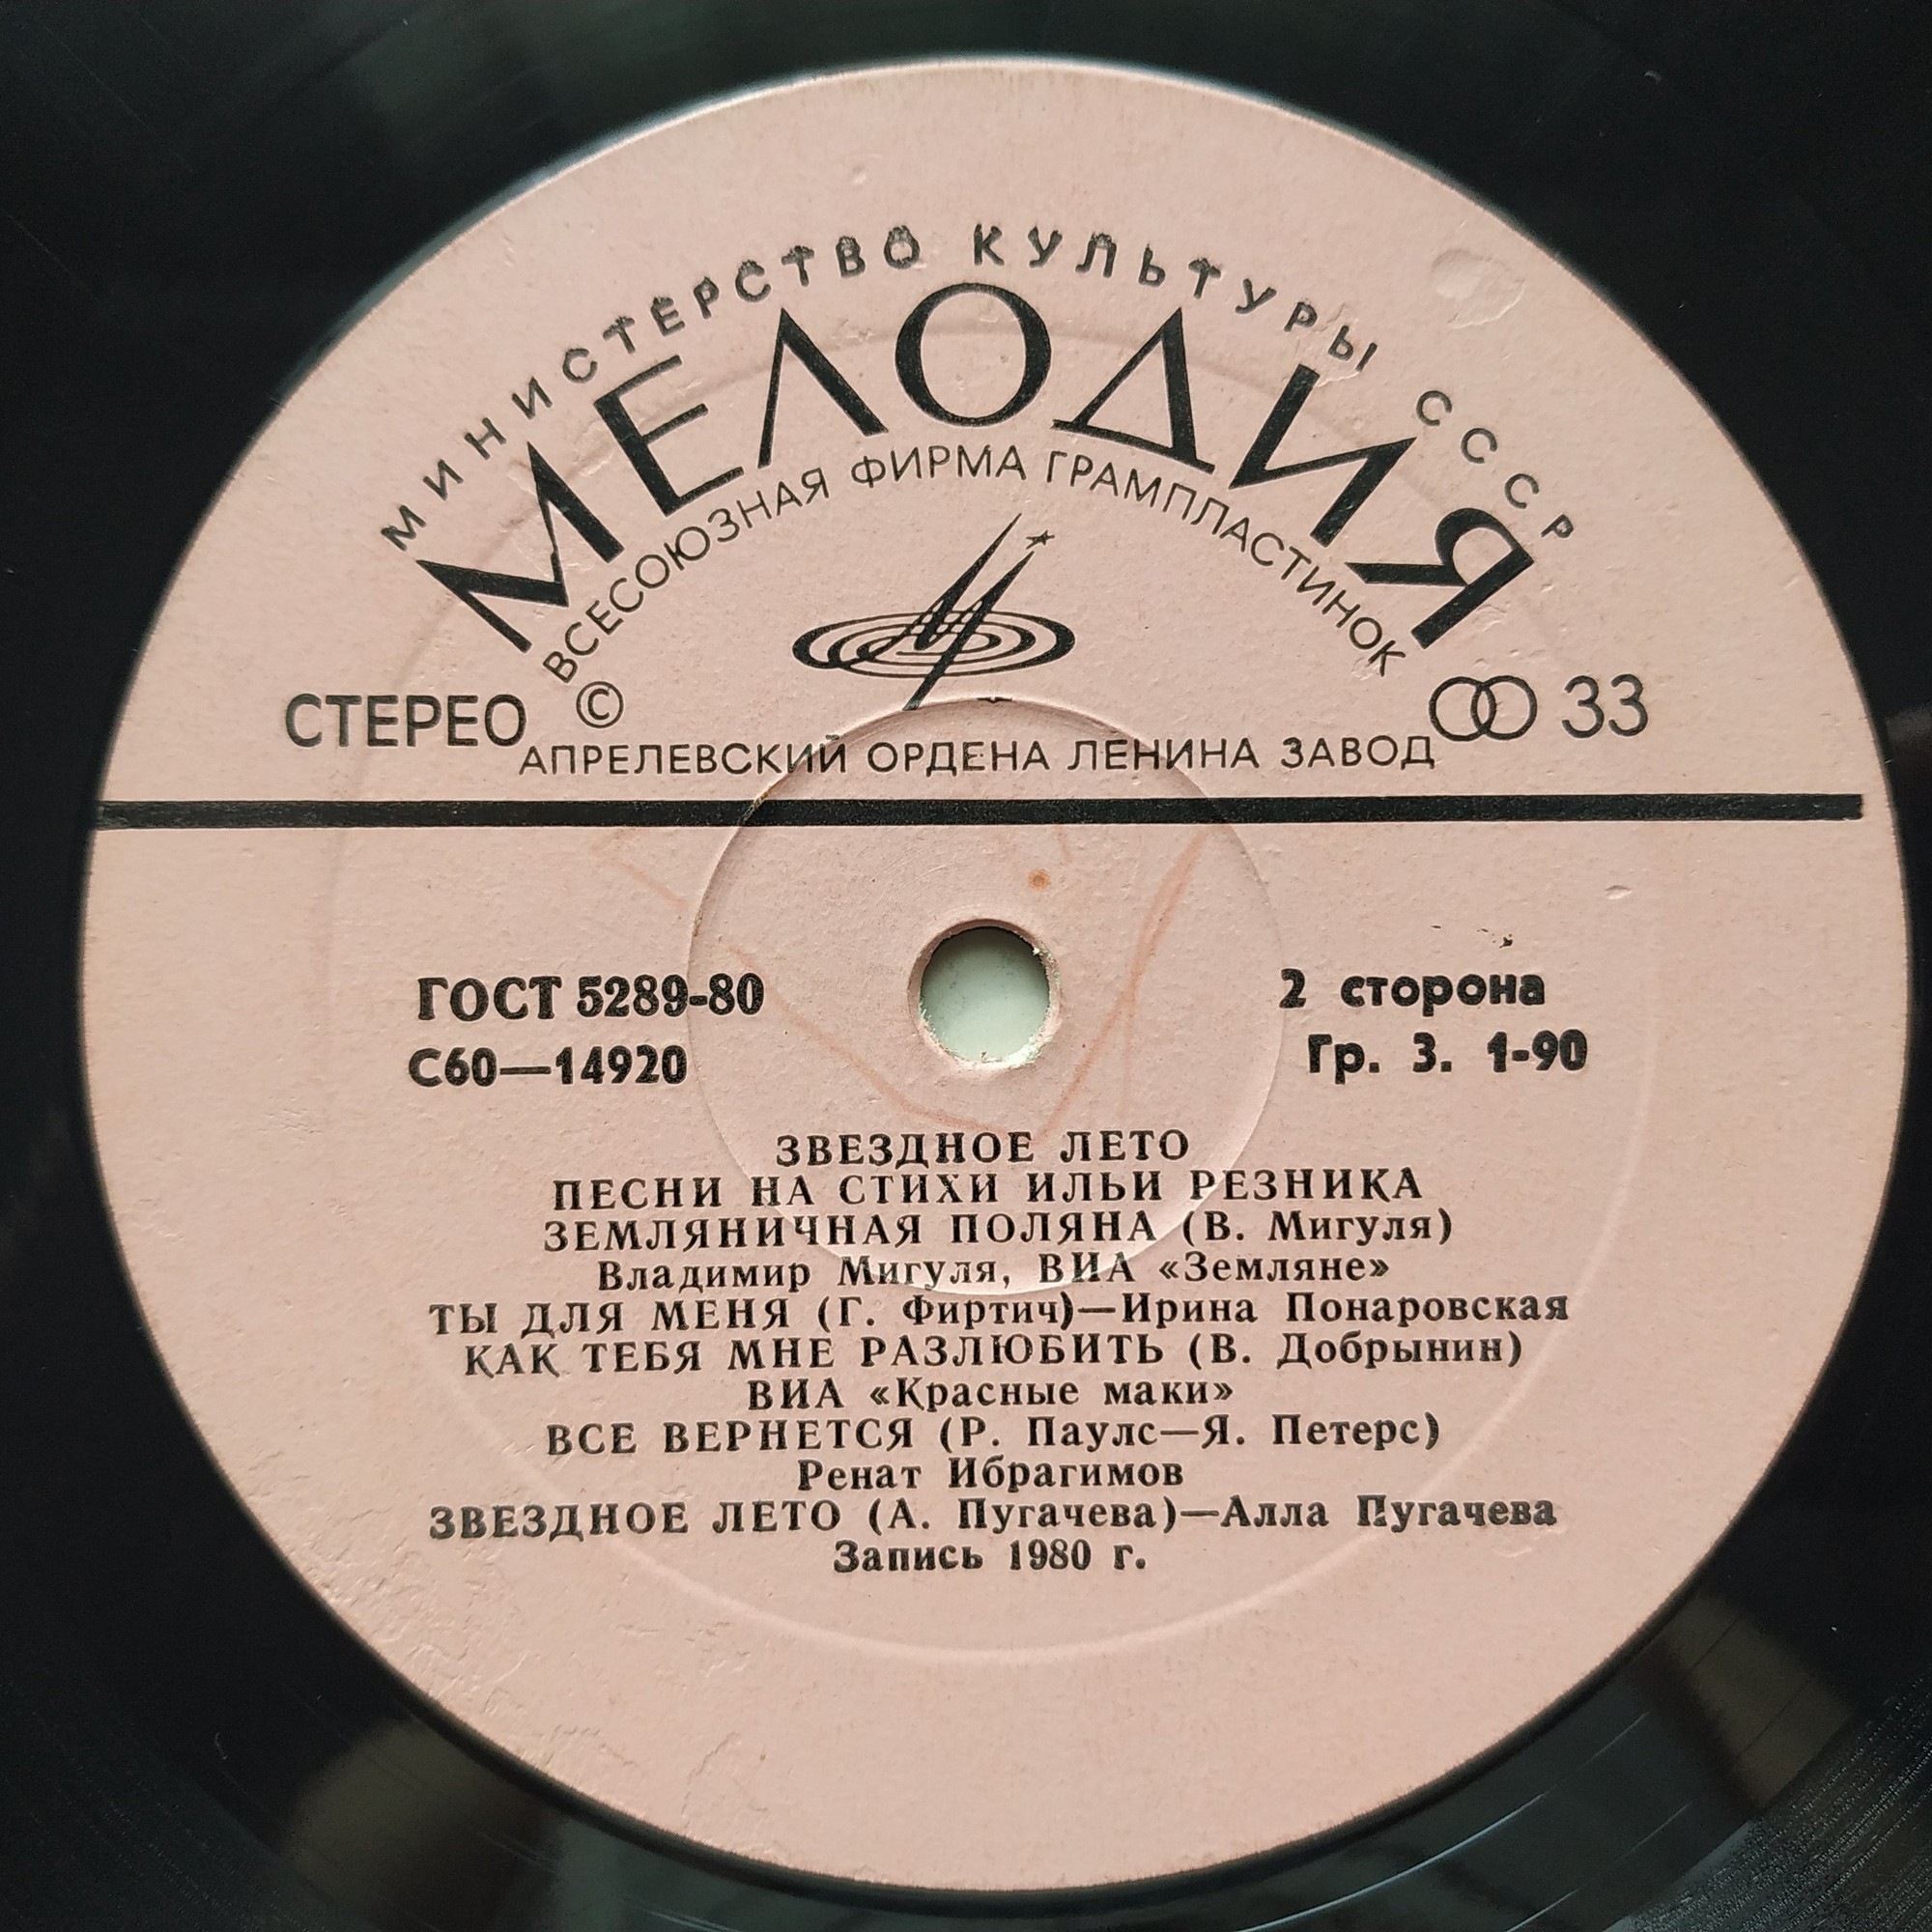 МИНИСТЕРСТВО КУЛЬТУРЫ СССР
МЕЛОДИЯ
ВСЕСОЮЗНАЯ ФИРМА ГРАМПЛАСТИНОК
СТЕРЕО © 33
АПРЕЛЕВСКИЙ ОРДЕНА ЛЕНИНА ЗАВОД
ГОСТ 5289-80
С60—14920
2 сторона
Гр. 3. 1-90
ЗВЕЗДНОЕ ЛЕТО
ПЕСНИ НА СТИХИ ИЛЬИ РЕЗНИКА
ЗЕМЛЯНИЧНАЯ ПОЛЯНА (В. Мигуля)
Владимир Мигуля, ВИА «Земляне»
ТЫ ДЛЯ МЕНЯ (Г. Фиртич)—Ирина Понаровская
КАК ТЕБЯ МНЕ РАЗЛЮБИТЬ (В. Добрынин)
ВИА «Красные маки»
ВСЕ ВЕРНЕТСЯ (Р. Паулс—Я. Петерс)
Ренат Ибрагимов
ЗВЕЗДНОЕ ЛЕТО (А. Пугачева)—Алла Пугачева
Запись 1980 г.